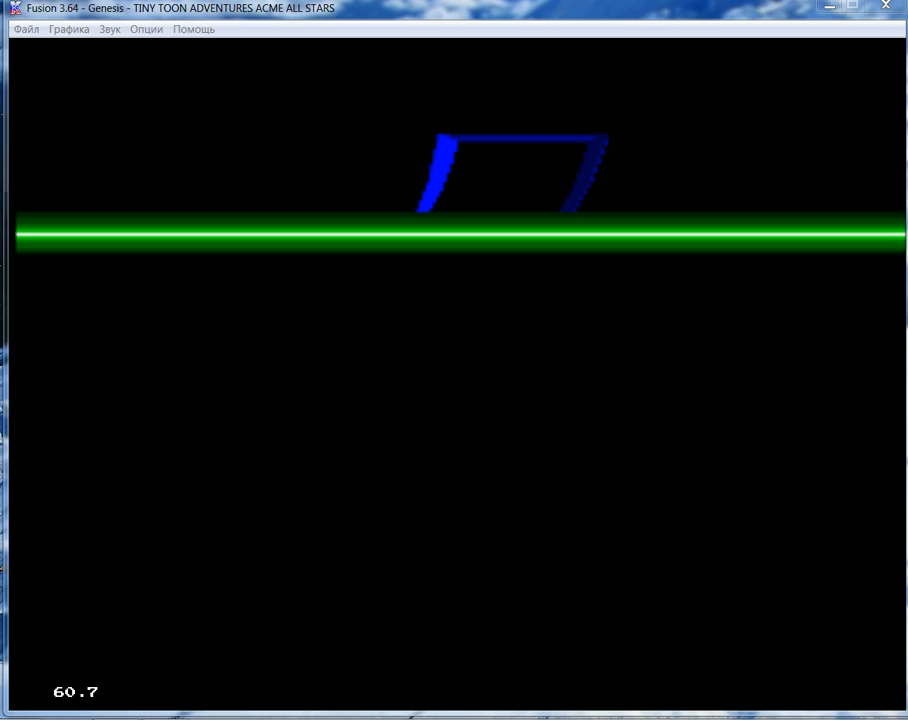 Fusion 3.64 - Genesis - TINY TOON ADVENTURES ACME ALL STARS
Файл Графика Звук Опции Помощь
60.7